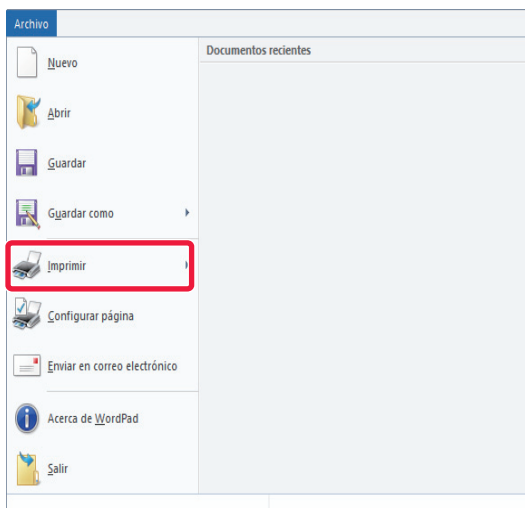 Archivo
Documentos recientes
Nuevo
Abrir
Guardar
Guardar como
Imprimir
Configurar página
Enviar en correo electrónico
Acerca de WordPad
Salir